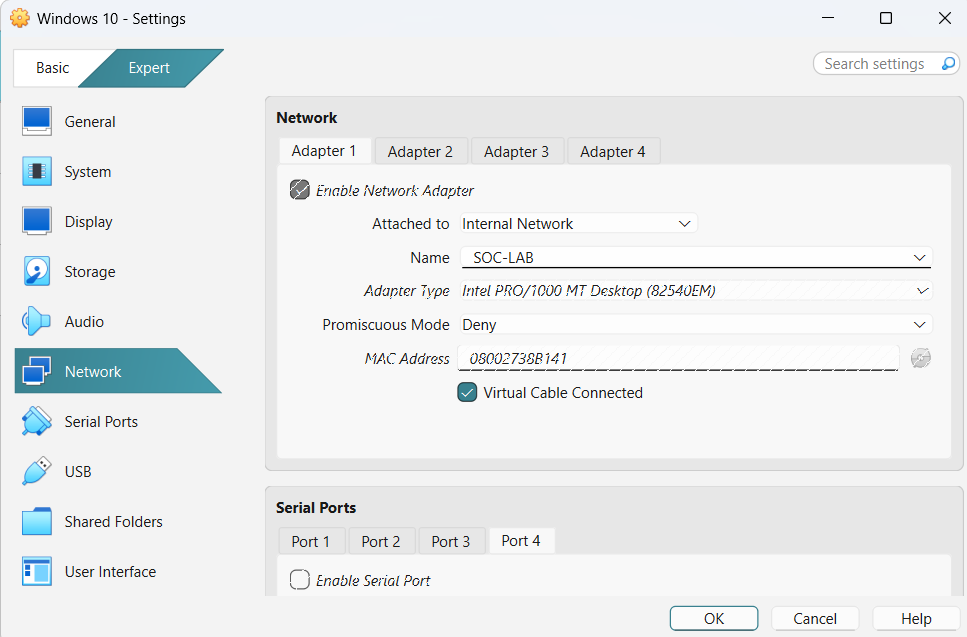 Windows 10 - Settings
Basic Expert Search settings
General
System
Display
Storage
Audio
Network
Serial Ports
USB
Shared Folders
User Interface
Network
Adapter 1 Adapter 2 Adapter 3 Adapter 4
Enable Network Adapter
Attached to Internal Network
Name SOC-LAB
Adapter Type Intel PRO/1000 MT Desktop (82540EM)
Promiscuous Mode Deny
MAC Address 08002738B141
Virtual Cable Connected
Serial Ports
Port 1 Port 2 Port 3 Port 4
Enable Serial Port
OK Cancel Help